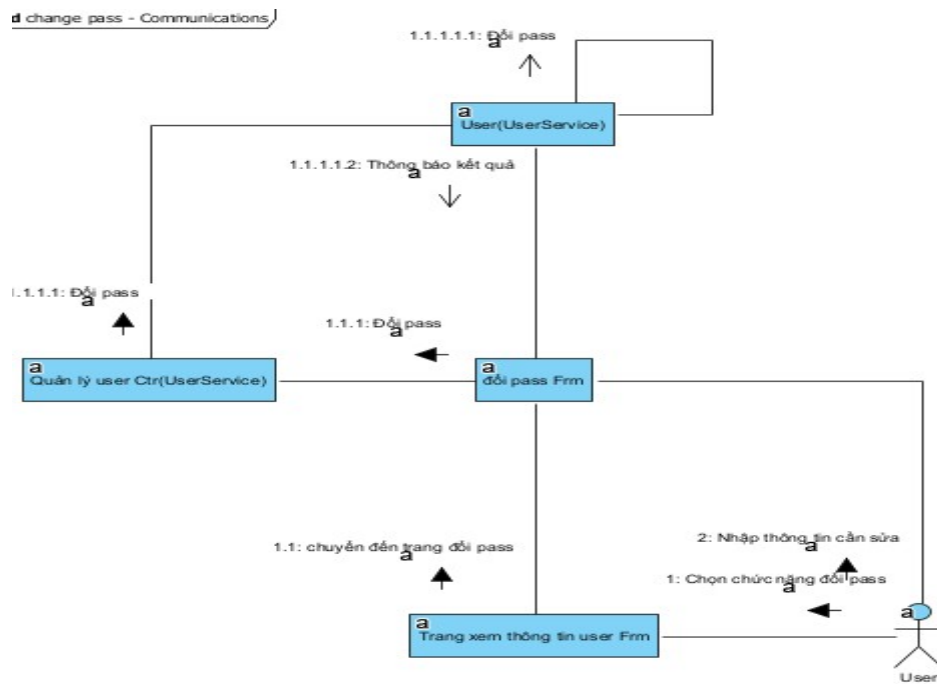 d change pass - Communications
1.1.1.1.1: Đổi pass
a
a
User(UserService)
1.1.1.1.2: Thông báo kết quả
a
.1.1.1: Đổi pass
a
1.1.1: Đổi pass
a
a
Quản lý user Ctr(UserService)
a
đổi pass Frm
1.1: chuyển đến trang đổi pass
a
2: Nhập thông tin cần sửa
a
1: Chọn chức năng đổi pass
a
a
Trang xem thông tin user Frm
a
User